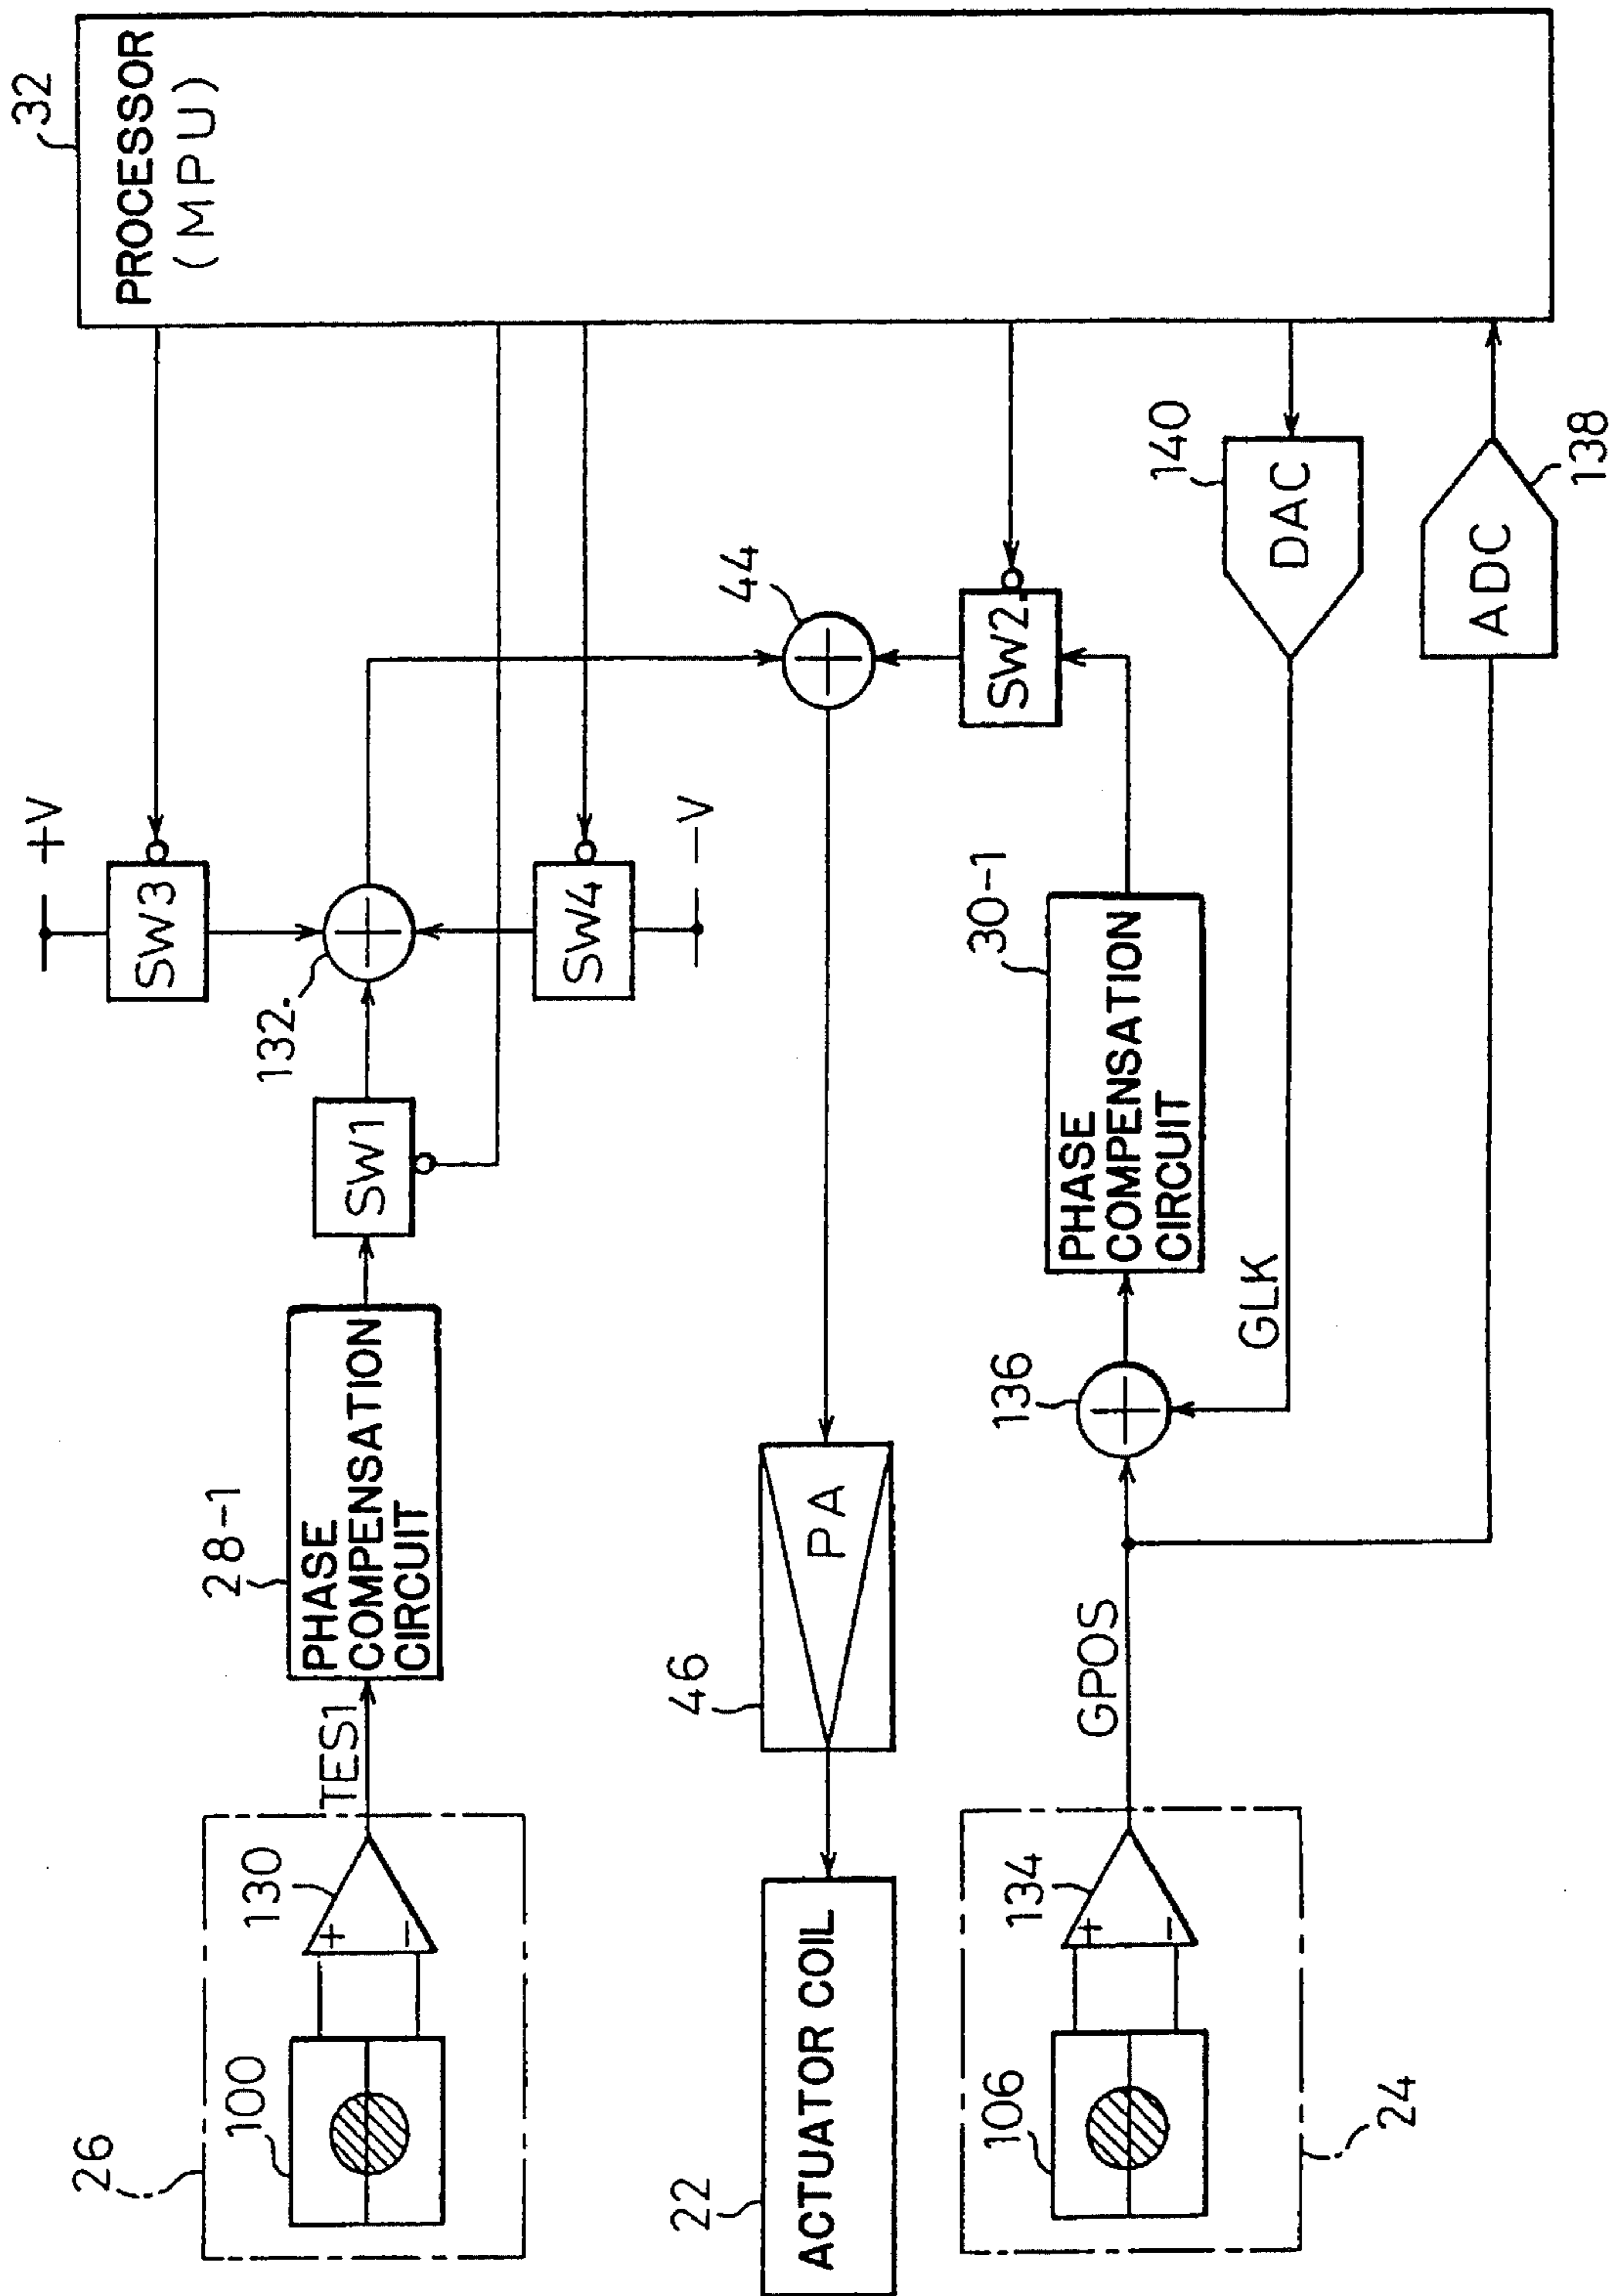 26
100
130
+
−
TES1
28-1
PHASE
COMPENSATION
CIRCUIT
SW1
132
SW3
+V
SW4
−V
32
PROCESSOR
(MPU)
22
ACTUATOR COIL
46
PA
44
24
106
134
+
−
GPOS
136
GLK
30-1
PHASE
COMPENSATION
CIRCUIT
SW2
140
DAC
ADC
138